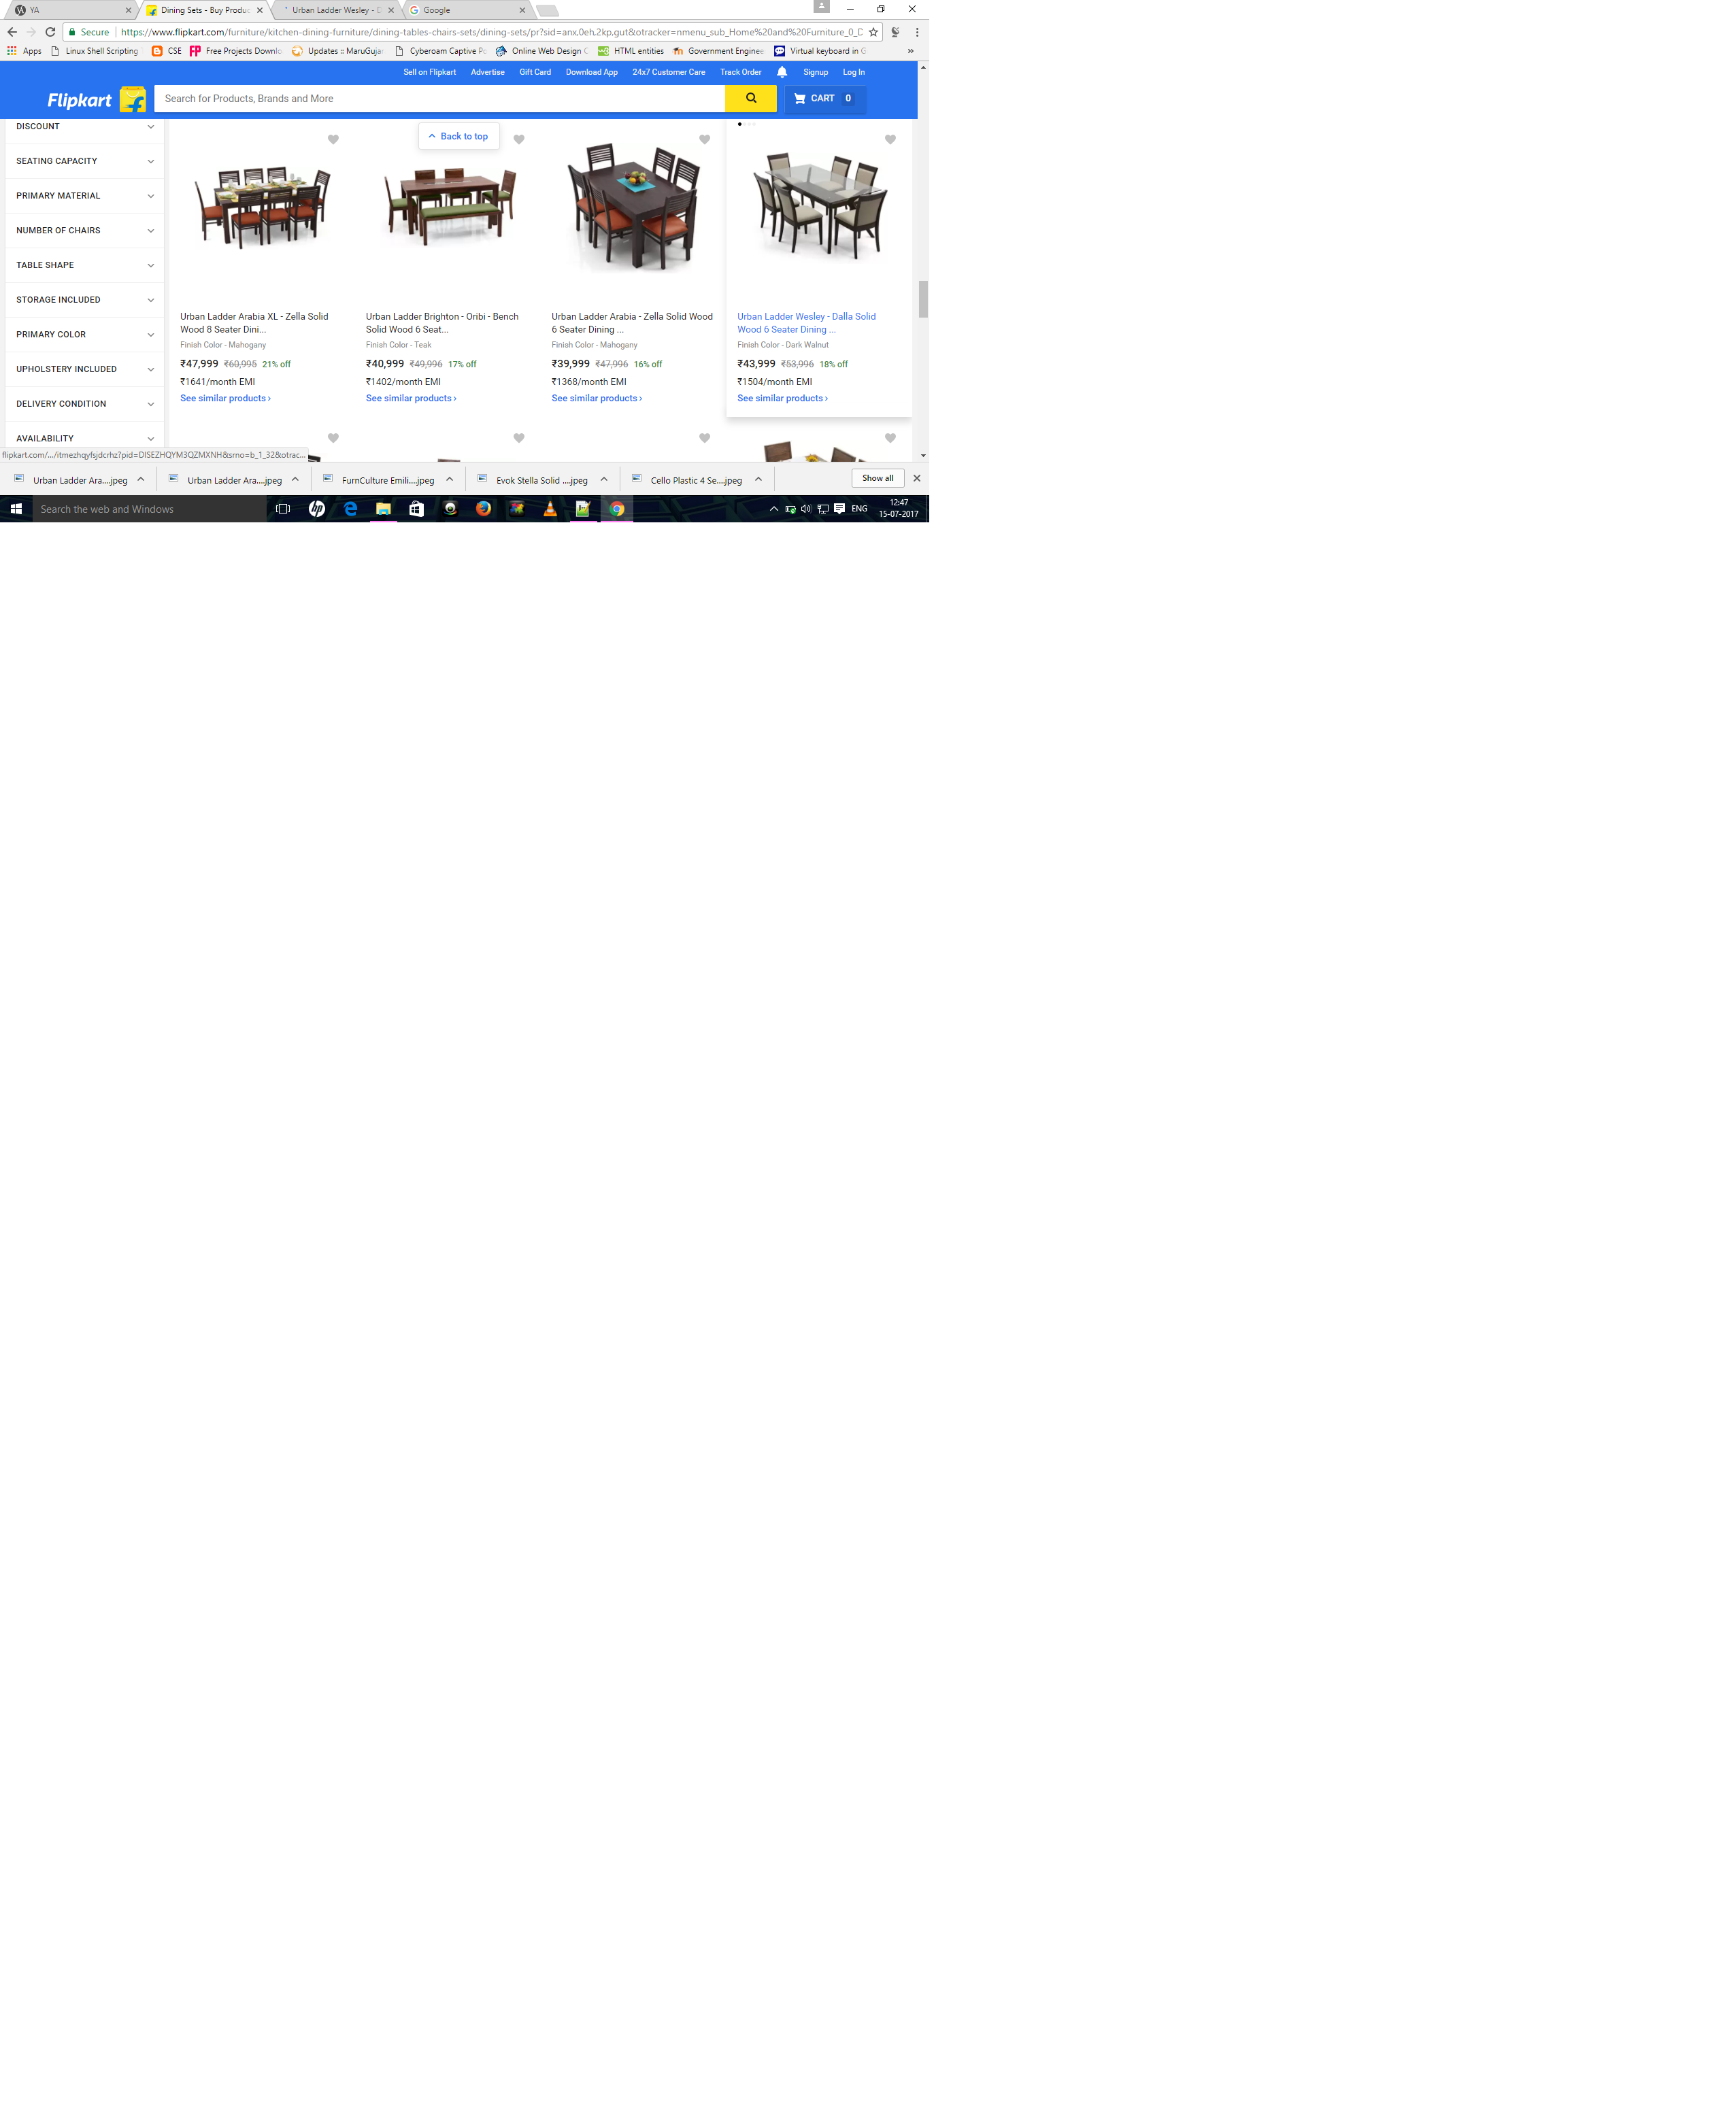 YA
Dining Sets - Buy Produc
Urban Ladder Wesley - D
Google
Secure
https://www.flipkart.com/furniture/kitchen-dining-furniture/dining-tables-chairs-sets/dining-sets/pr?sid=anx,0eh,2kp,gut&otracker=nmenu_sub_Home%20and%20Furniture_0_D
Apps
Linux Shell Scripting
CSE
Free Projects Downlo
Updates :: MaruGujar
Cyberoam Captive Po
Online Web Design C
HTML entities
Government Enginee
Virtual keyboard in G
»
Sell on Flipkart
Advertise
Gift Card
Download App
24x7 Customer Care
Track Order
Signup
Log In
Flipkart
Search for Products, Brands and More
CART 0
Back to top
DISCOUNT
SEATING CAPACITY
PRIMARY MATERIAL
NUMBER OF CHAIRS
TABLE SHAPE
STORAGE INCLUDED
PRIMARY COLOR
UPHOLSTERY INCLUDED
DELIVERY CONDITION
AVAILABILITY
Urban Ladder Arabia XL - Zella Solid
Wood 8 Seater Dini...
Finish Color - Mahogany
₹47,999 ₹60,995 21% off
₹1641/month EMI
See similar products ›
Urban Ladder Brighton - Oribi - Bench
Solid Wood 6 Seat...
Finish Color - Teak
₹40,999 ₹49,996 17% off
₹1402/month EMI
See similar products ›
Urban Ladder Arabia - Zella Solid Wood
6 Seater Dining ...
Finish Color - Mahogany
₹39,999 ₹47,996 16% off
₹1368/month EMI
See similar products ›
Urban Ladder Wesley - Dalla Solid
Wood 6 Seater Dining ...
Finish Color - Dark Walnut
₹43,999 ₹53,996 18% off
₹1504/month EMI
See similar products ›
flipkart.com/.../itmezhqyfsjdcrhz?pid=DISEZHQYM3QZMXNH&srno=b_1_32&otrac...
Urban Ladder Ara....jpeg
Urban Ladder Ara....jpeg
FurnCulture Emili....jpeg
Evok Stella Solid ....jpeg
Cello Plastic 4 Se....jpeg
Show all
Search the web and Windows
hp
ENG
12:47
15-07-2017